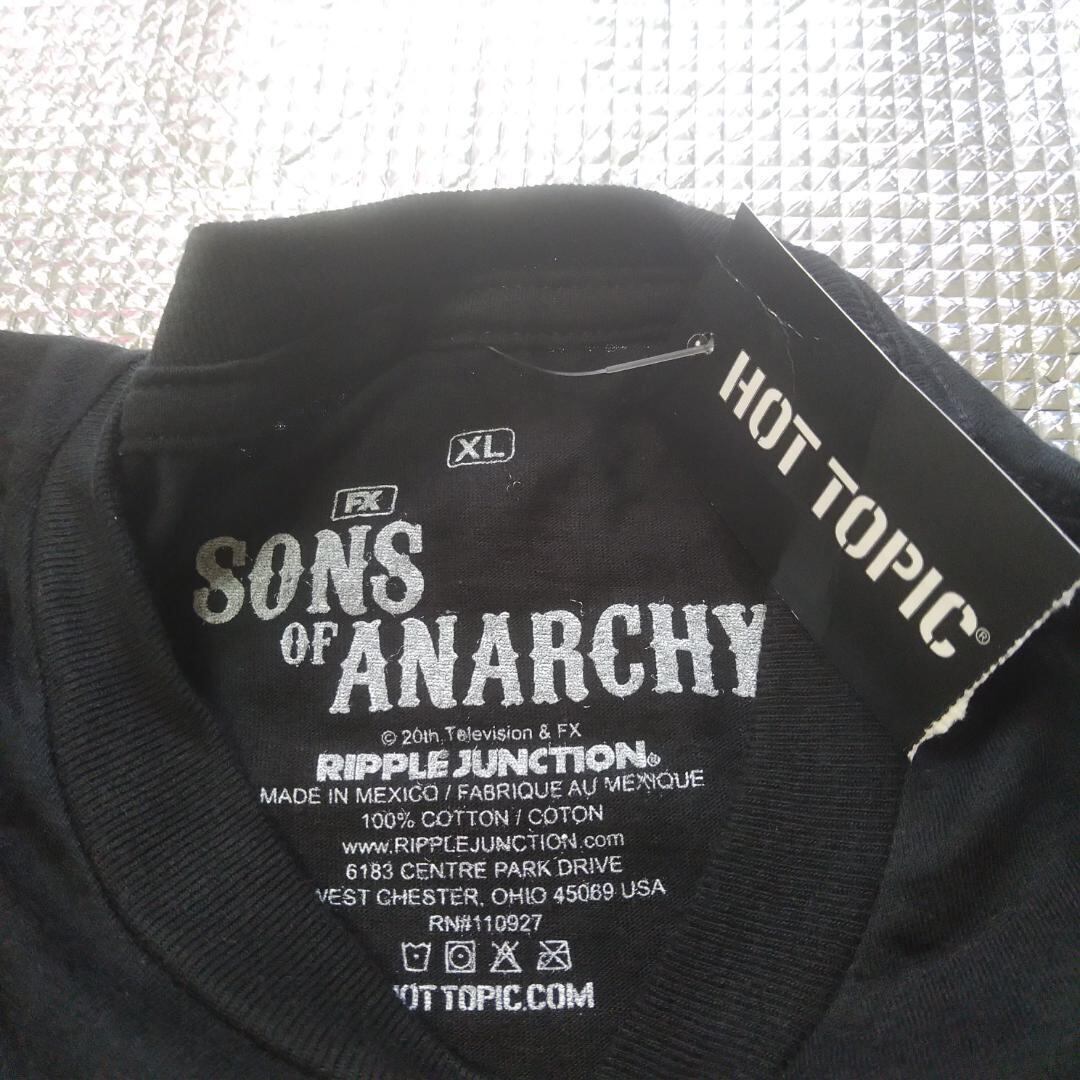 XL
FX
SONS
OF ANARCHY
© 20th Television & FX
RIPPLE JUNCTION®
MADE IN MEXICO / FABRIQUE AU MEXIQUE
100% COTTON / COTON
www.RIPPLEJUNCTION.com
6183 CENTRE PARK DRIVE
WEST CHESTER, OHIO 45069 USA
RN#110927
HOT TOPIC.COM
HOT TOPIC®